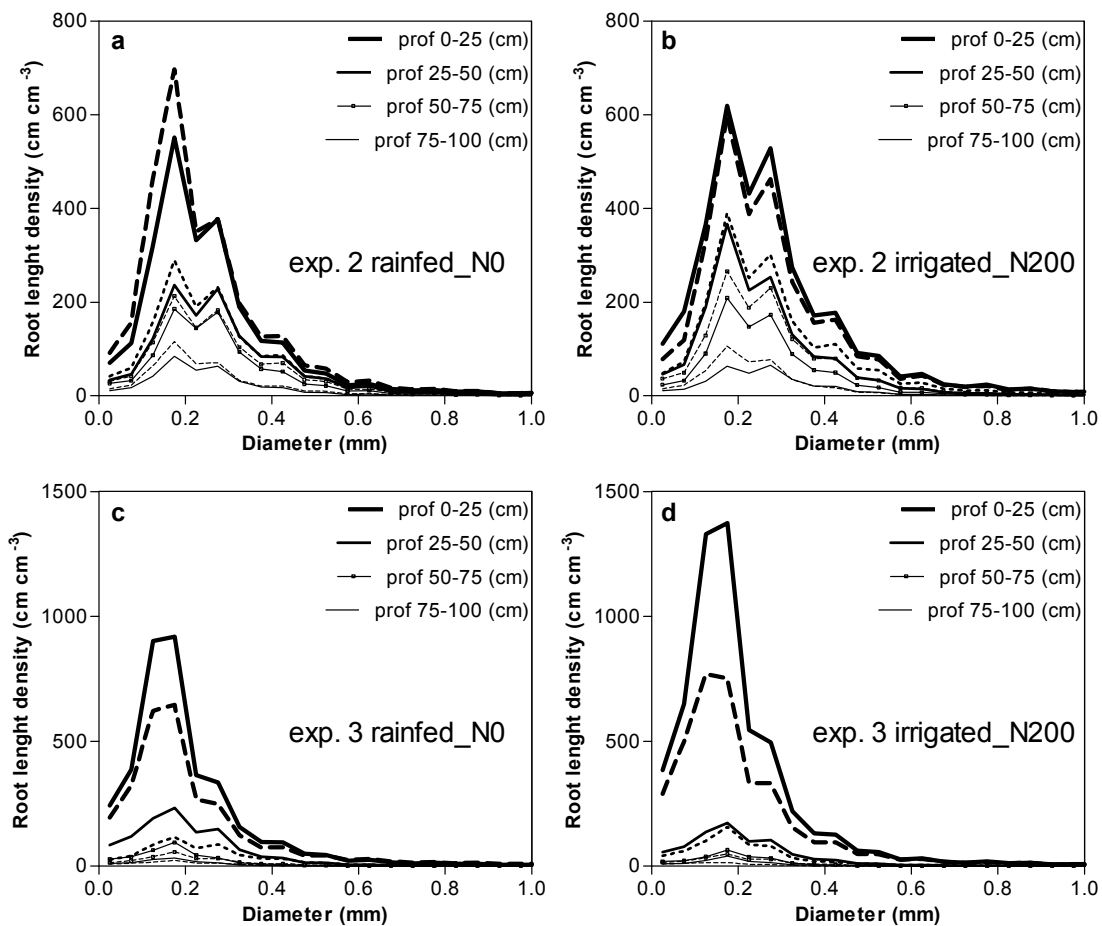 a
prof 0-25 (cm)
prof 25-50 (cm)
prof 50-75 (cm)
prof 75-100 (cm)
exp. 2 rainfed_N0
800
600
400
200
0
0.0 0.2 0.4 0.6 0.8 1.0
Root lenght density (cm cm -3)
Diameter (mm)
b
prof 0-25 (cm)
prof 25-50 (cm)
prof 50-75 (cm)
prof 75-100 (cm)
exp. 2 irrigated_N200
800
600
400
200
0
0.0 0.2 0.4 0.6 0.8 1.0
Root lenght density (cm cm -3)
Diameter (mm)
c
prof 0-25 (cm)
prof 25-50 (cm)
prof 50-75 (cm)
prof 75-100 (cm)
exp. 3 rainfed_N0
1500
1000
500
0
0.0 0.2 0.4 0.6 0.8 1.0
Root lenght density (cm cm -3)
Diameter (mm)
d
prof 0-25 (cm)
prof 25-50 (cm)
prof 50-75 (cm)
prof 75-100 (cm)
exp. 3 irrigated_N200
1500
1000
500
0
0.0 0.2 0.4 0.6 0.8 1.0
Root lenght density (cm cm -3)
Diameter (mm)